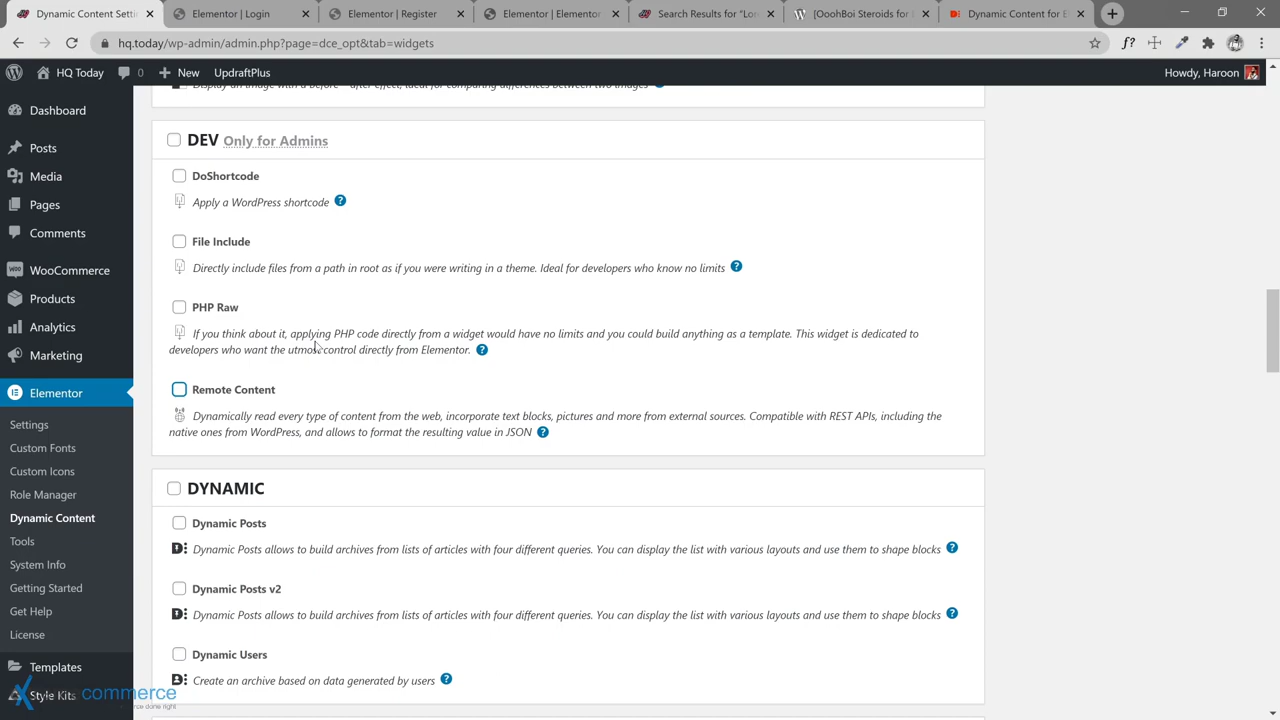 Dynamic Content Settings
Elementor | Login
Elementor | Register
Elementor | Elementor
Search Results for "Los
[OoohBoi Steroids for
Dynamic Content for E
hq.today/wp-admin/admin.php?page=dce_opt&tab=widgets
HQ Today
0
New
UpdraftPlus
Howdy, Haroon
Dashboard
Posts
Media
Pages
Comments
WooCommerce
Products
Analytics
Marketing
Elementor
Settings
Custom Fonts
Custom Icons
Role Manager
Dynamic Content
Tools
System Info
Getting Started
Get Help
License
Templates
Style Kits
commerce
Display an image with a before - after effect, ideal for comparing differences between two images
DEV Only for Admins
DoShortcode
Apply a WordPress shortcode
File Include
Directly include files from a path in root as if you were writing in a theme. Ideal for developers who know no limits
PHP Raw
If you think about it, applying PHP code directly from a widget would have no limits and you could build anything as a template. This widget is dedicated to
developers who want the utmost control directly from Elementor.
Remote Content
Dynamically read every type of content from the web, incorporate text blocks, pictures and more from external sources. Compatible with REST APIs, including the
native ones from WordPress, and allows to format the resulting value in JSON
DYNAMIC
Dynamic Posts
Dynamic Posts allows to build archives from lists of articles with four different queries. You can display the list with various layouts and use them to shape blocks
Dynamic Posts v2
Dynamic Posts allows to build archives from lists of articles with four different queries. You can display the list with various layouts and use them to shape blocks
Dynamic Users
Create an archive based on data generated by users